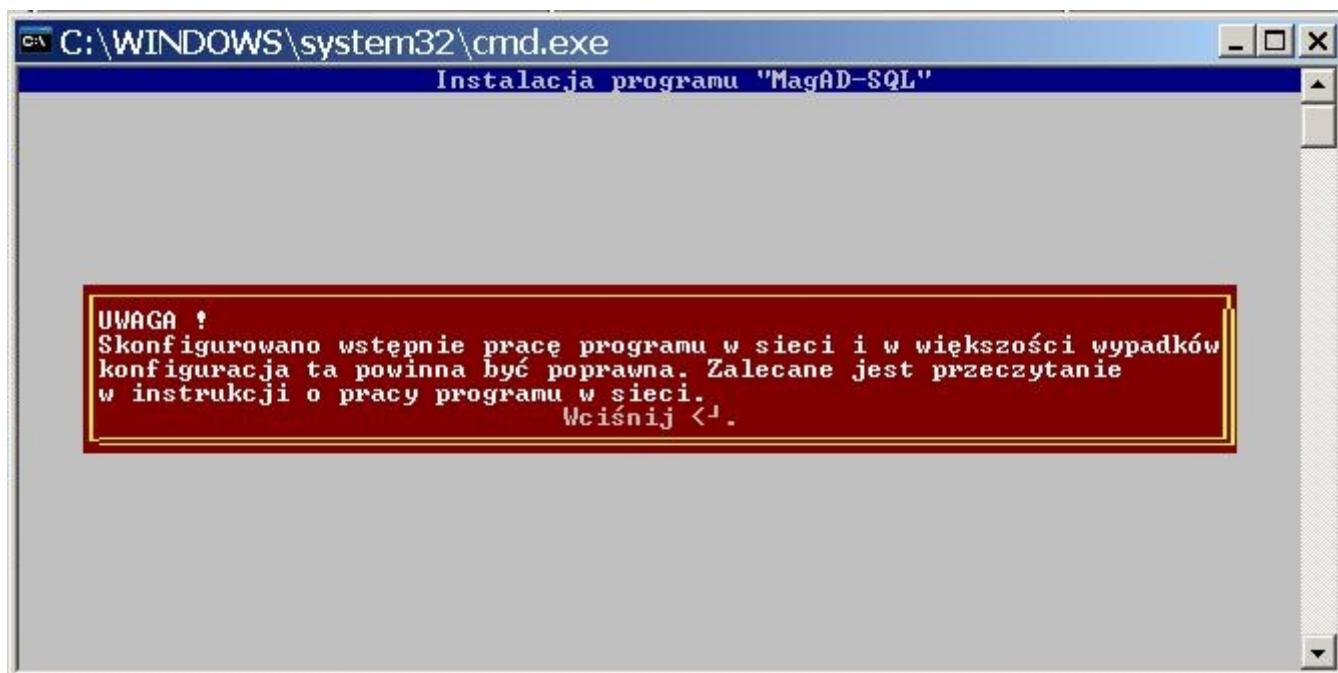 C:\WINDOWS\system32\cmd.exe
Instalacja programu "MagAD-SQL"
UWAGA !
Skonfigurowano wstępnie pracę programu w sieci i w większości wypadków
konfiguracja ta powinna być poprawna. Zalecane jest przeczytanie
w instrukcji o pracy programu w sieci.
Wciśnij <┘.